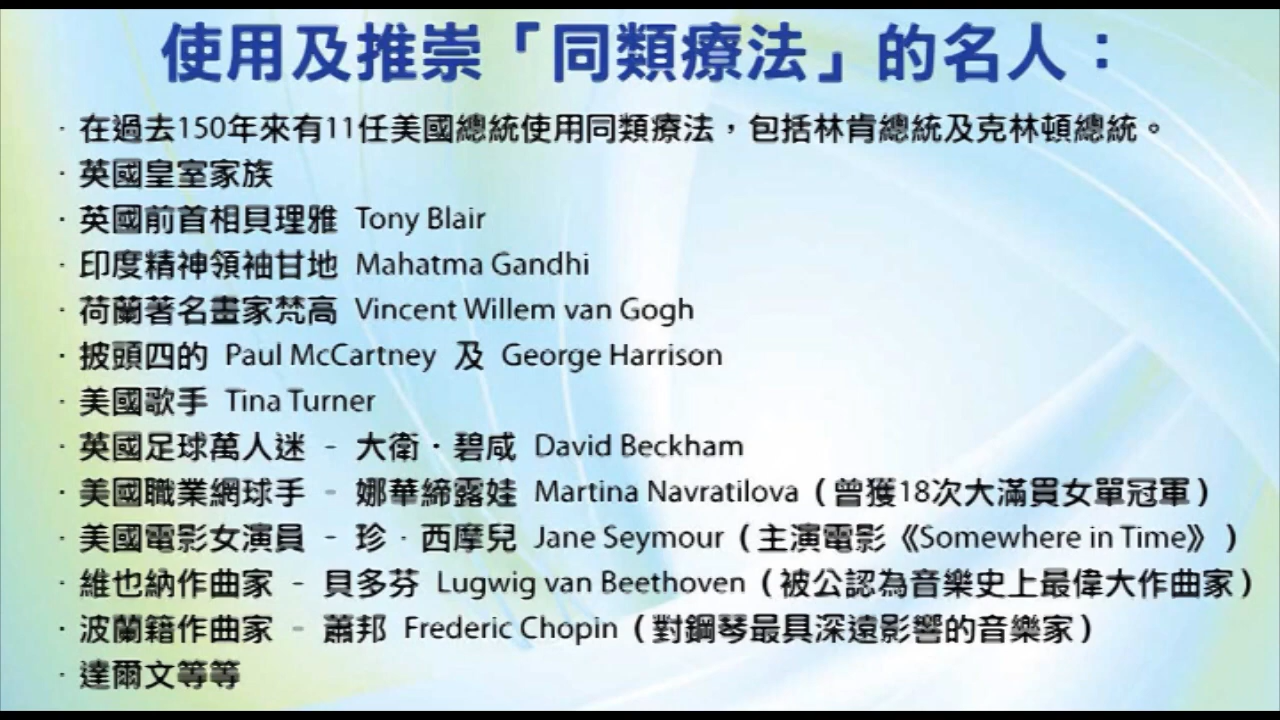 使用及推崇「同類療法」的名人：
· 在過去150年來有11任美國總統使用同類療法，包括林肯總統及克林頓總統。
· 英國皇室家族
· 英國前首相貝理雅 Tony Blair
· 印度精神領袖甘地 Mahatma Gandhi
· 荷蘭著名畫家梵高 Vincent Willem van Gogh
· 披頭四的 Paul McCartney 及 George Harrison
· 美國歌手 Tina Turner
· 英國足球萬人迷 - 大衛·碧咸 David Beckham
· 美國職業網球手 - 娜華締露娃 Martina Navratilova（曾獲18次大滿貫女單冠軍）
· 美國電影女演員 - 珍·西摩兒 Jane Seymour（主演電影《Somewhere in Time》）
· 維也納作曲家 - 貝多芬 Lugwig van Beethoven（被公認為音樂史上最偉大作曲家）
· 波蘭籍作曲家 - 蕭邦 Frederic Chopin（對鋼琴最具深遠影響的音樂家）
· 達爾文等等